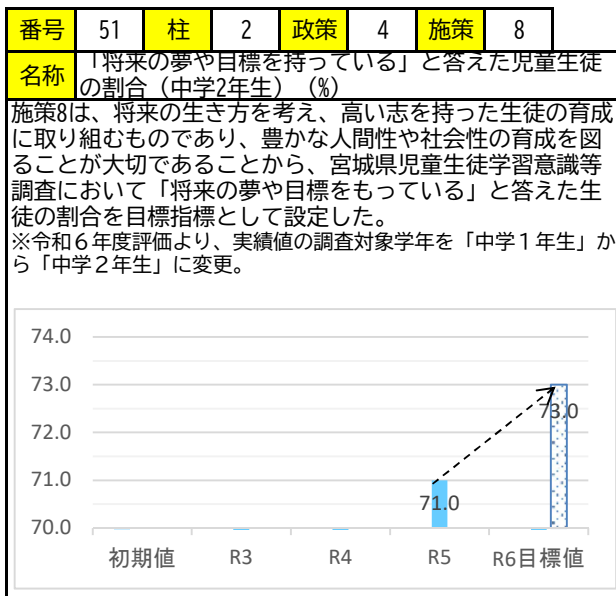 番号 51 柱 2 政策 4 施策 8
名称 「将来の夢や目標を持っている」と答えた児童生徒
の割合（中学2年生）（%）
施策8は、将来の生き方を考え、高い志を持った生徒の育成
に取り組むものであり、豊かな人間性や社会性の育成を図
ることが大切であることから、宮城県児童生徒学習意識等
調査において「将来の夢や目標をもっている」と答えた生
徒の割合を目標指標として設定した。
※令和６年度評価より、実績値の調査対象学年を「中学１年生」か
ら「中学２年生」に変更。
74.0
73.0
73.0
72.0
71.0
71.0
70.0
初期値 R3 R4 R5 R6目標値